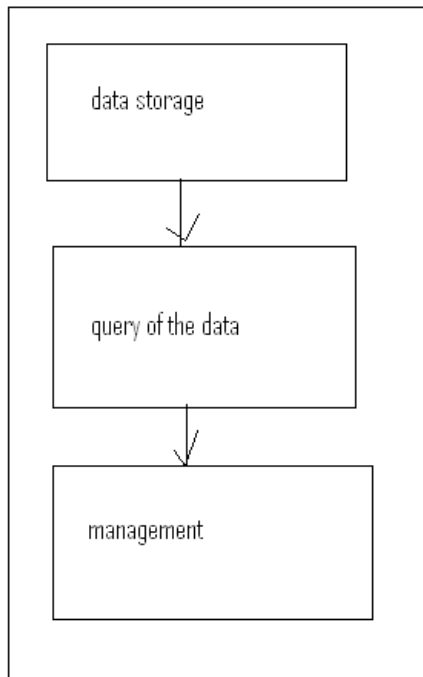 data storage
query of the data
management